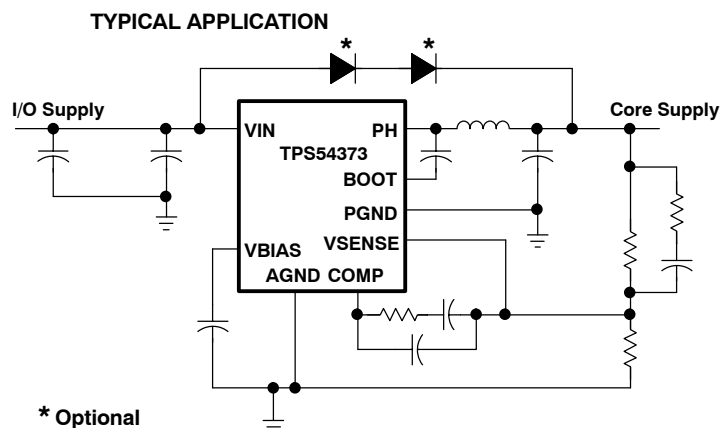 TYPICAL APPLICATION
* *
I/O Supply
Core Supply
VIN
PH
TPS54373
BOOT
PGND
VSENSE
VBIAS
AGND COMP
* Optional